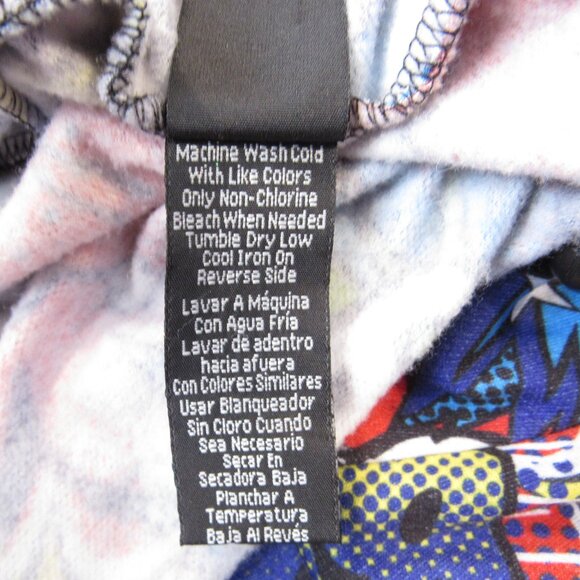 Machine Wash Cold
With Like Colors
Only Non-Chlorine
Bleach When Needed
Tumble Dry Low
Cool Iron On
Reverse Side
Lavar A Máquina
Con Agua Fría
Lavar de adentro
hacia afuera
Con Colores Similares
Usar Blanqueador
Sin Cloro Cuando
Sea Necesario
Secar En
Secadora Baja
Planchar A
Temperatura
Baja Al Revés